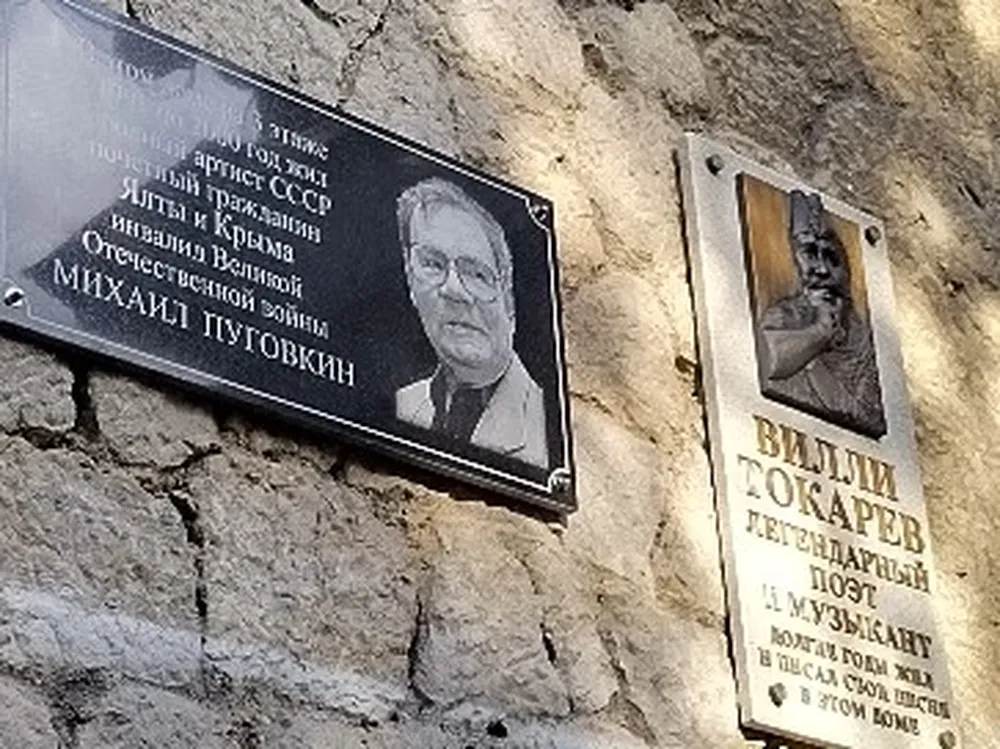 этаже
год жил
артист СССР
почетный гражданин
Ялты и Крыма
инвалид Великой
Отечественной войны
МИХАИЛ ПУГОВКИН
ВИЛЛИ
ТОКАРЕВ
ЛЕГЕНДАРНЫЙ
ПОЭТ
И МУЗЫКАНТ
ДОЛГИЕ ГОДЫ ЖИЛ
И ПИСАЛ СВОИ ПЕСНИ
В ЭТОМ ДОМЕ